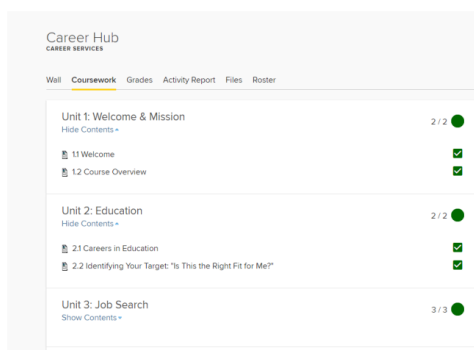 Career Hub
CAREER SERVICES
Wall Coursework Grades Activity Report Files Roster
Unit 1: Welcome & Mission
2 / 2
Hide Contents
1.1 Welcome
1.2 Course Overview
Unit 2: Education
2 / 2
Hide Contents
2.1 Careers in Education
2.2 Identifying Your Target: "Is This the Right Fit for Me?"
Unit 3: Job Search
3 / 3
Show Contents